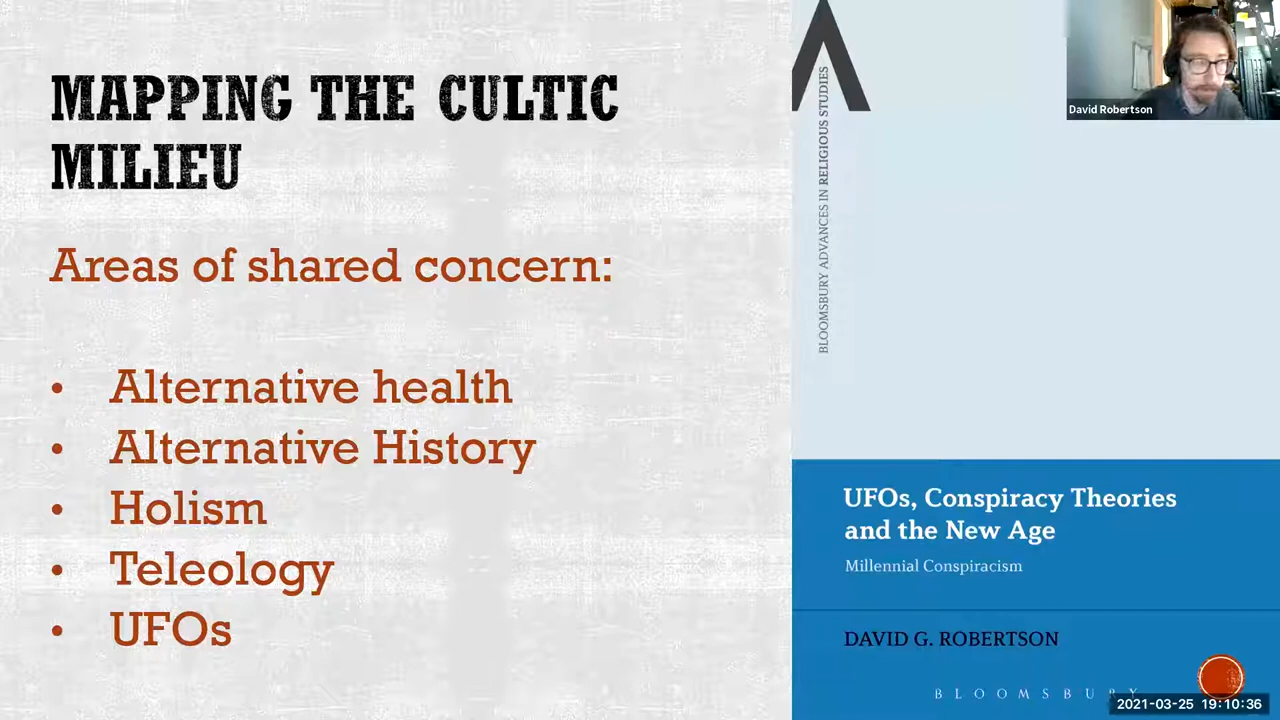 MAPPING THE CULTIC
MILIEU
Areas of shared concern:
• Alternative health
• Alternative History
• Holism
• Teleology
• UFOs
BLOOMSBURY ADVANCES IN RELIGIOUS STUDIES
David Robertson
UFOs, Conspiracy Theories
and the New Age
Millennial Conspiracism
DAVID G. ROBERTSON
BLOOMSBURY
2021-03-25 19:10:36